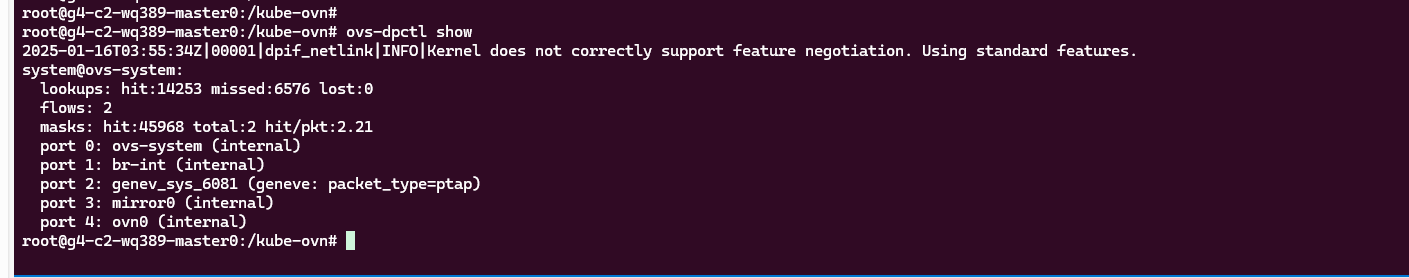 root@g4-c2-wq389-master0:/kube-ovn#
root@g4-c2-wq389-master0:/kube-ovn# ovs-dpctl show
2025-01-16T03:55:34Z|00001|dpif_netlink|INFO|Kernel does not correctly support feature negotiation. Using standard features.
system@ovs-system:
  lookups: hit:14253 missed:6576 lost:0
  flows: 2
  masks: hit:45968 total:2 hit/pkt:2.21
  port 0: ovs-system (internal)
  port 1: br-int (internal)
  port 2: genev_sys_6081 (geneve: packet_type=ptap)
  port 3: mirror0 (internal)
  port 4: ovn0 (internal)
root@g4-c2-wq389-master0:/kube-ovn#